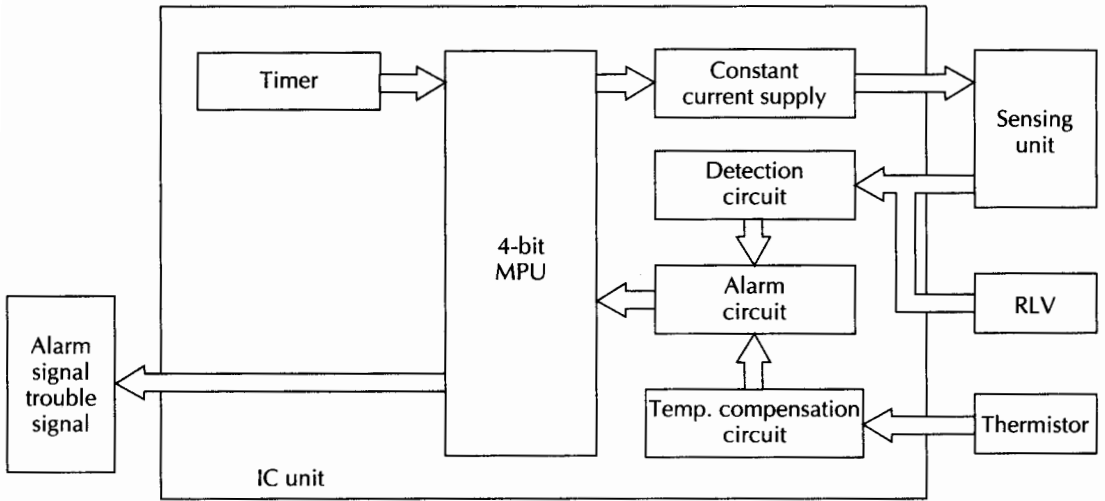 Timer
Constant
current supply
Sensing
unit
Detection
circuit
4-bit
MPU
Alarm
circuit
RLV
Alarm
signal
trouble
signal
Temp. compensation
circuit
Thermistor
IC unit